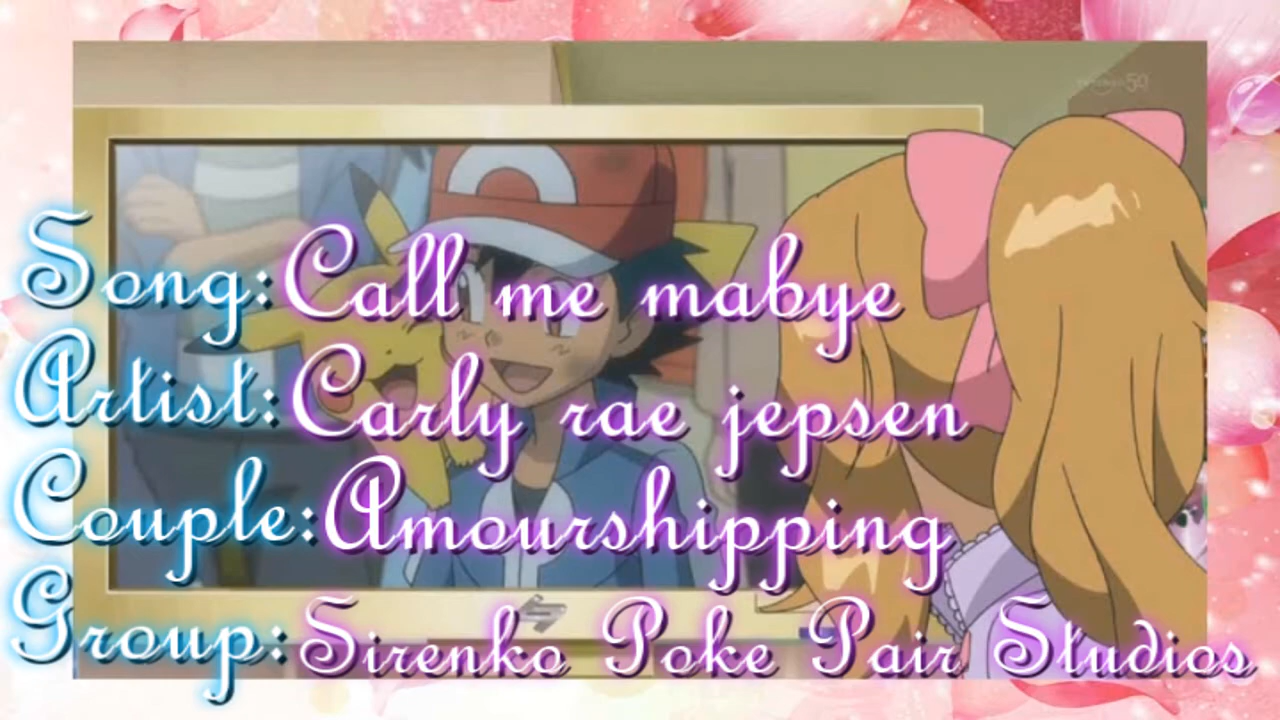 Song:Call me mabye
Artist:Carly rae jepsen
Couple:Amourshipping
Group:Sirenko Poke Pair Studios